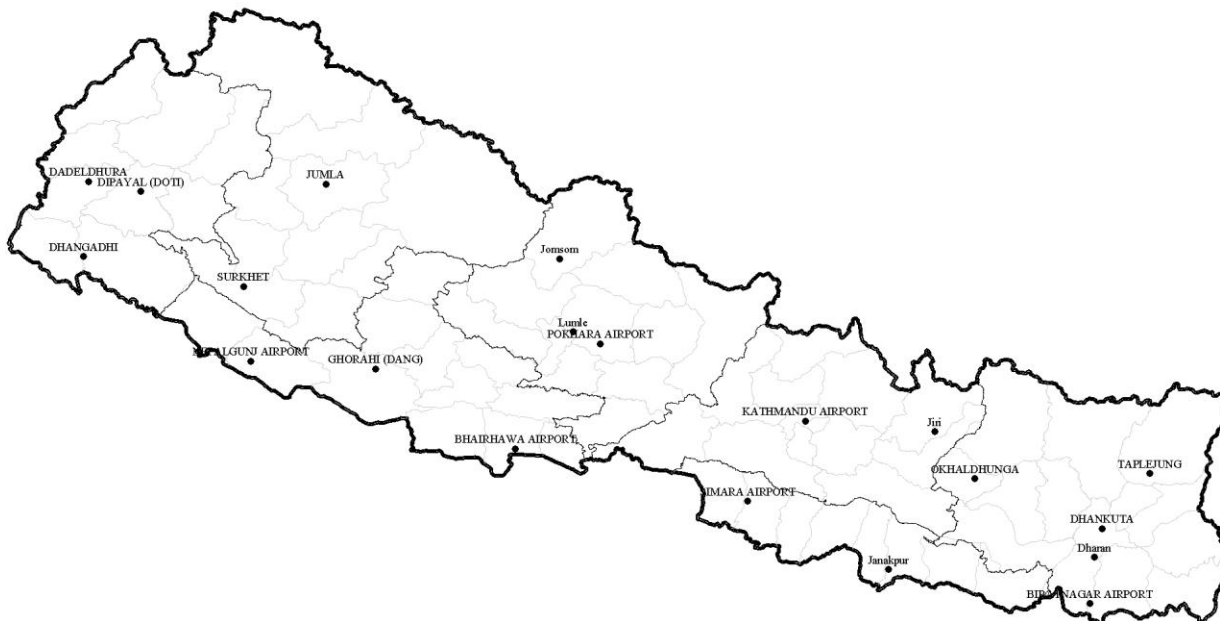 DADELDHURA
DIPAYAL (DOTI)
JUMLA
DHANGADHI
Jomsom
SURKHET
Lumle
POKHARA AIRPORT
AIRPORT
GHORAHI (DANG)
KATHMANDU AIRPORT
Jiri
BHAIRHAWA AIRPORT
OKHALDHUNGA
TAPLEJUNG
IMARA AIRPORT
DHANKUTA
Dharan
Janakpur
AIRPORT